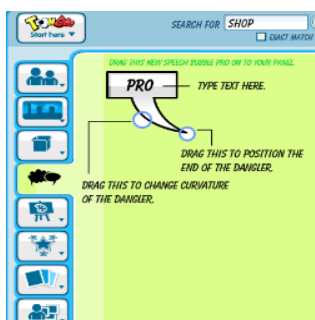 ToonDoo
Start here
SEARCH FOR SHOP
EXACT MATCH
DRAG THIS NEW SPEECH BUBBLE PRO ON TO YOUR PANEL.
PRO
TYPE TEXT HERE.
DRAG THIS TO POSITION THE
END OF THE DANGLER.
DRAG THIS TO CHANGE CURVATURE
OF THE DANGLER.